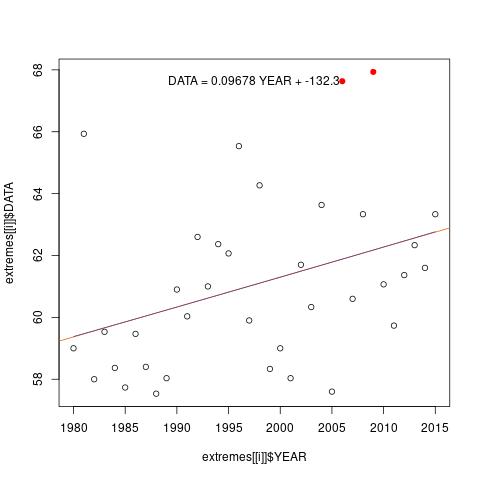 DATA = 0.09678 YEAR + -132.3
68
66
64
62
60
58
extremes[[i]]$DATA
1980 1985 1990 1995 2000 2005 2010 2015
extremes[[i]]$YEAR